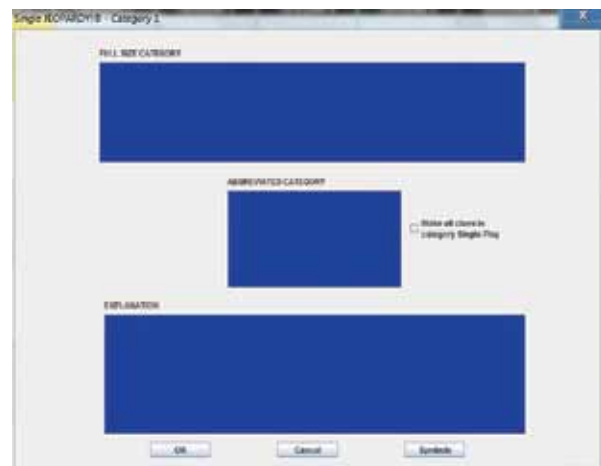 Single JEOPARDY!® - Category 1
X
FULL SIZE CATEGORY
ABBREVIATED CATEGORY
Make all clues in
category Single Play
EXPLANATION
OK
Cancel
Symbols